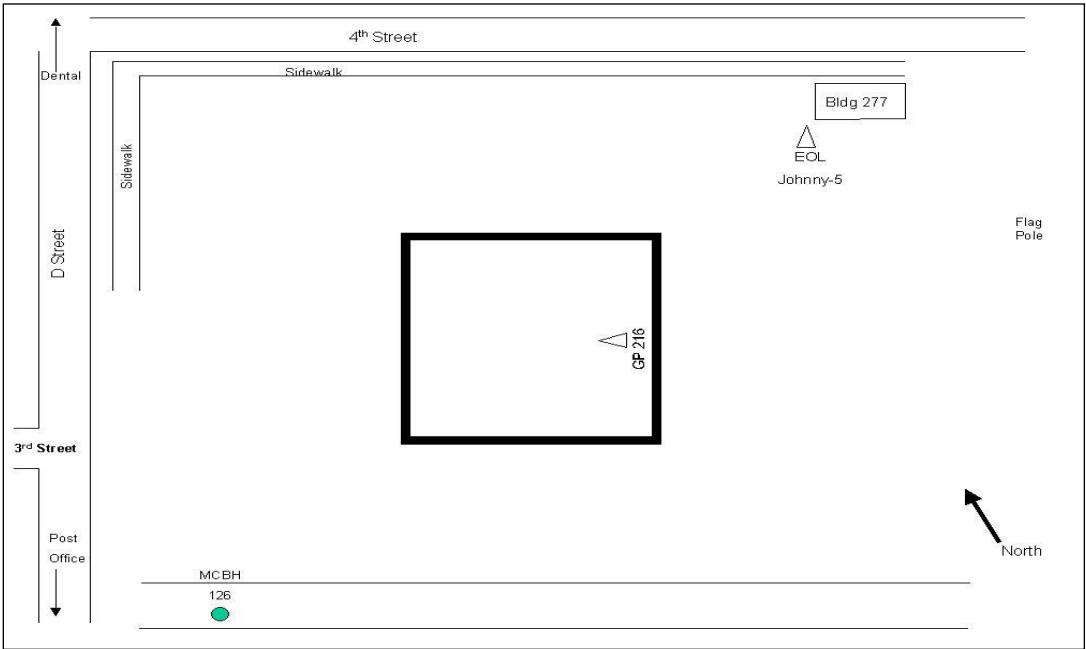 4th Street
Dental
Sidewalk
Bldg 277
Sidewalk
EOL
Johnny-5
Flag
Pole
D Street
GP 216
3rd Street
Post
Office
North
MCBH
126